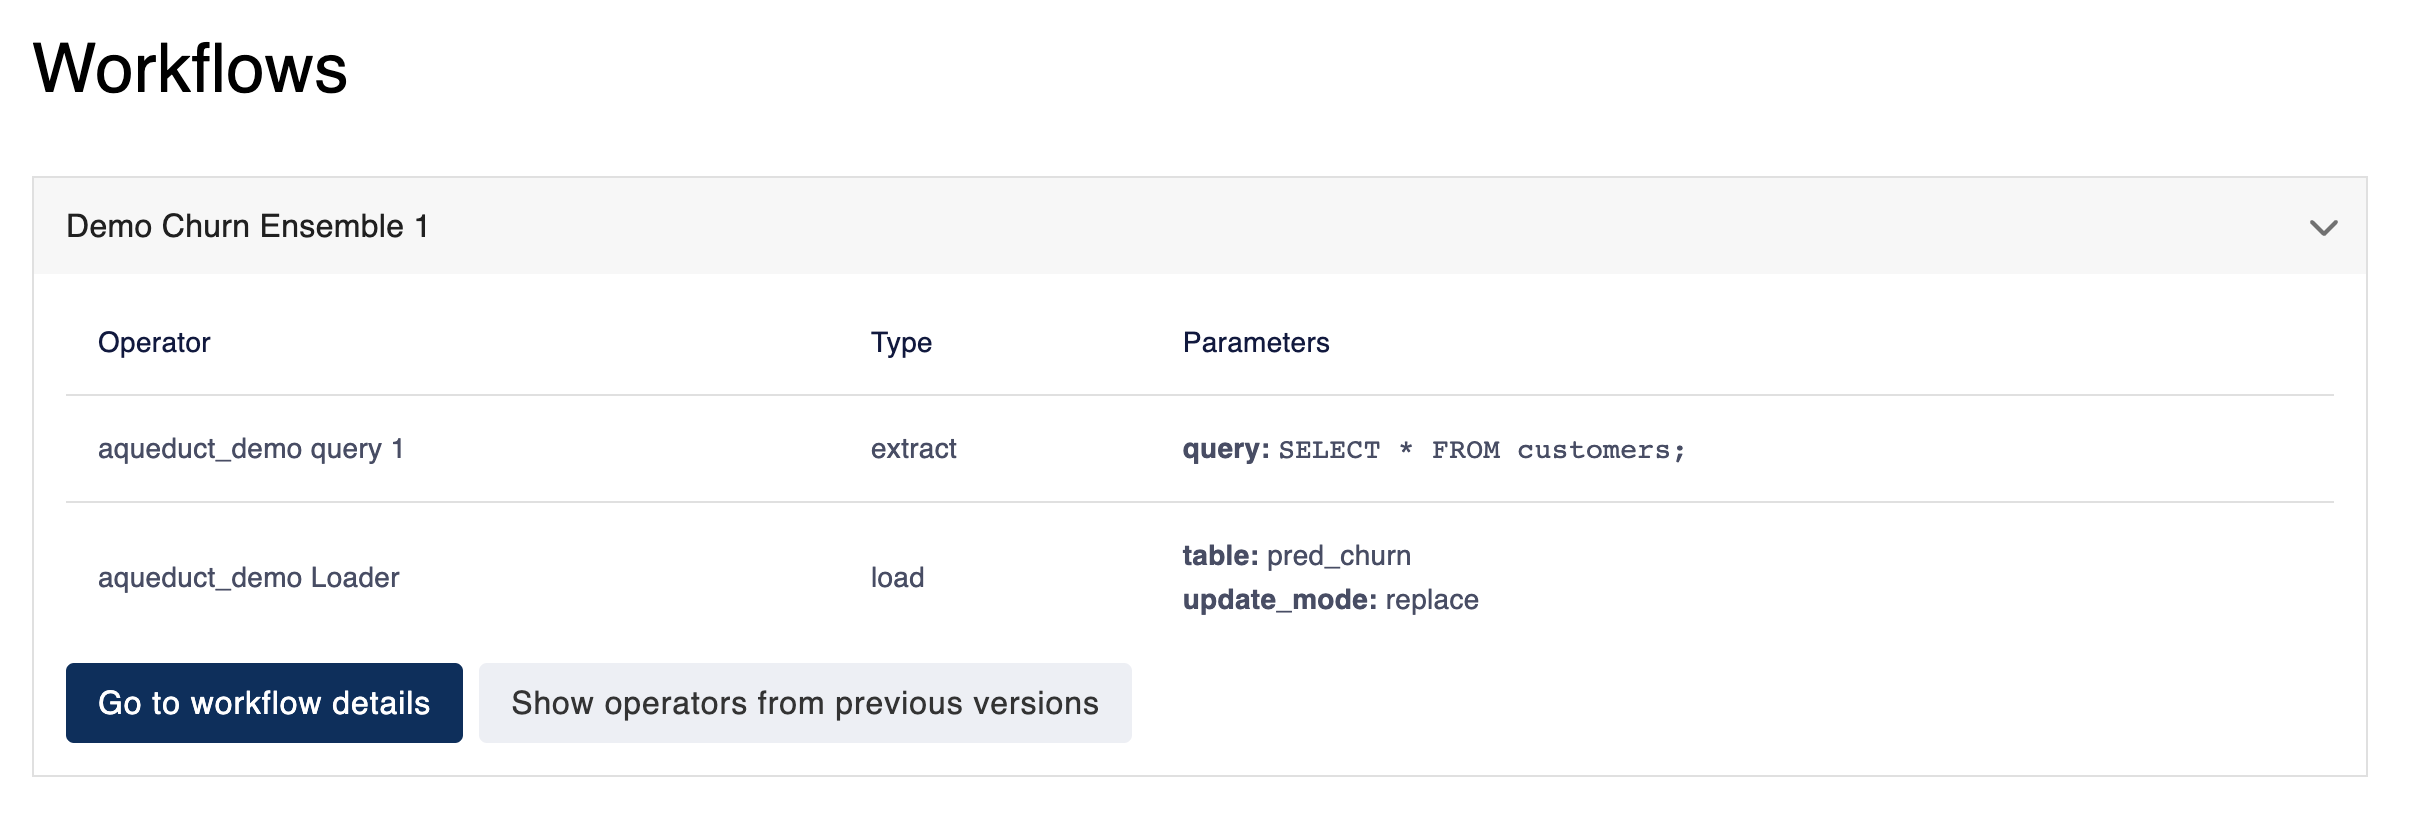 Workflows
Demo Churn Ensemble 1
Operator Type Parameters
aqueduct_demo query 1 extract query: SELECT * FROM customers;
aqueduct_demo Loader load table: pred_churn
update_mode: replace
Go to workflow details Show operators from previous versions